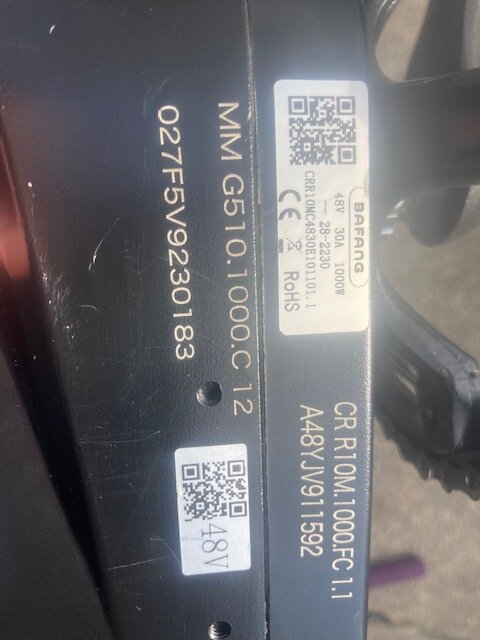 BAFANG
48V 30A 1000W
-- 28-2230
CRR10MC4830E101101.1
CE RoHS
MM G510.1000.C 12
027F5V9230183
CR R10M.1000.FC 1.1
A48YJV911592
48V